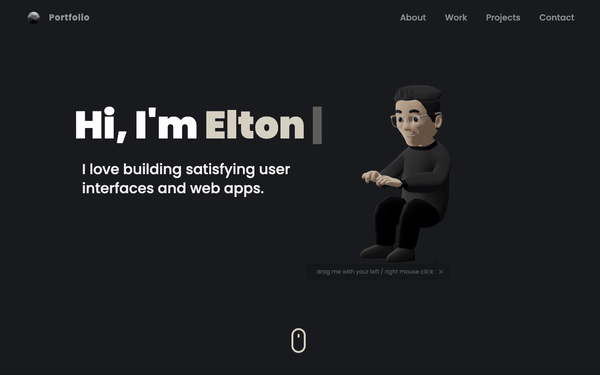 Portfolio
About Work Projects Contact
Hi, I'm Elton
I love building satisfying user
interfaces and web apps.
drag me with your left / right mouse click ×